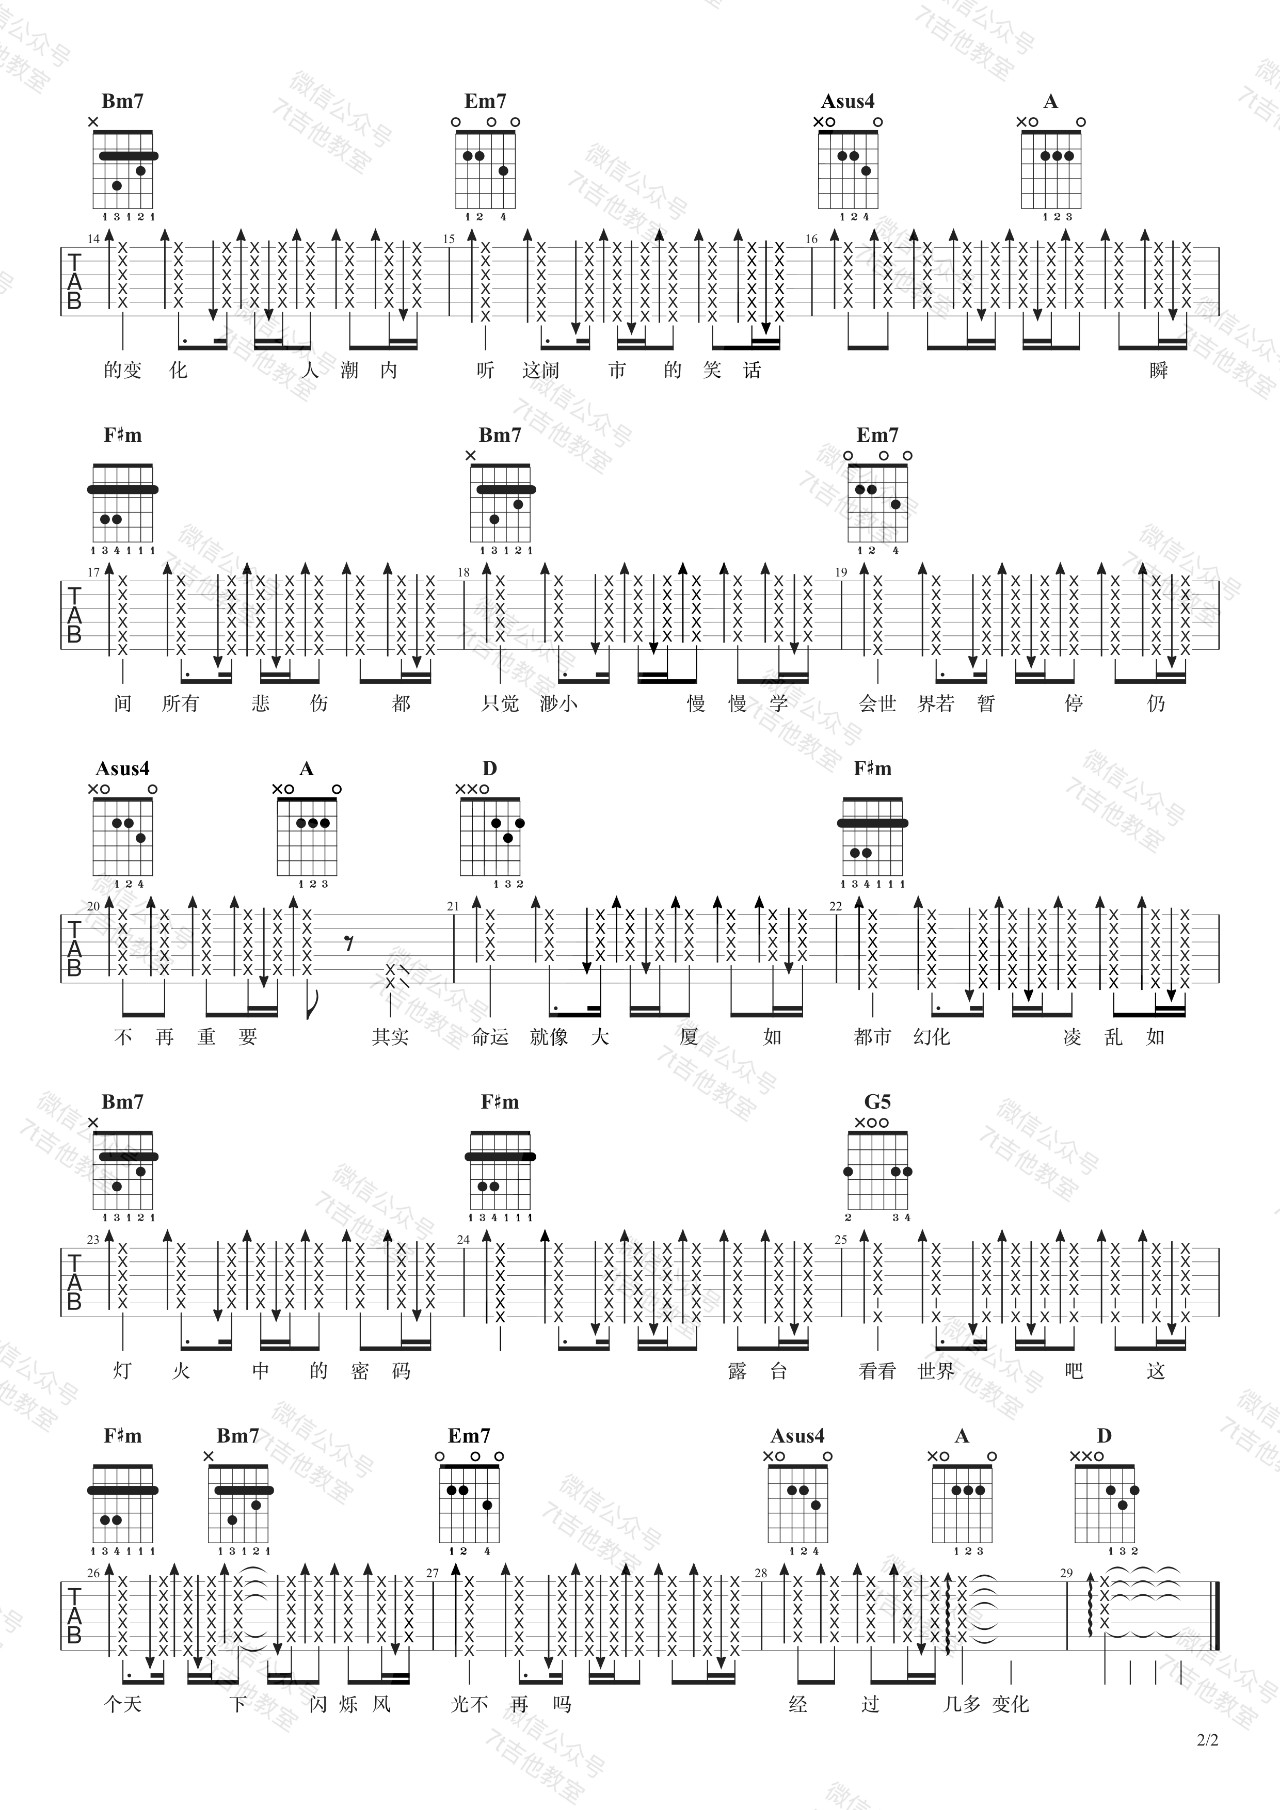 Bm7 Em7 Asus4 A
1 3 1 2 1 1 2 4 1 2 4 1 2 3
14 15 16
TAB
的变 化 人 潮 内 听 这闹 市 的 笑 话 瞬
F♯m Bm7 Em7
1 3 4 1 1 1 1 3 1 2 1 1 2 4
17 18 19
TAB
间 所有 悲 伤 都 只觉 渺小 慢 慢 学 会世 界若 暂 停 仍
Asus4 A D F♯m
1 2 4 1 2 3 1 3 2 1 3 4 1 1 1
20 21 22
TAB
不 再 重 要 其实 命运 就像 大 厦 如 都市 幻化 凌 乱 如
Bm7 F♯m G5
1 3 1 2 1 1 3 4 1 1 1 2 3 4
23 24 25
TAB
灯 火 中 的 密 码 露 台 看看 世界 吧 这
F♯m Bm7 Em7 Asus4 A D
1 3 4 1 1 1 1 3 1 2 1 1 2 4 1 2 4 1 2 3 1 3 2
26 27 28 29
TAB
个天 下 闪 烁 风 光不 再 吗 经 过 几多 变化
2/2
微信公众号
7t吉他教室